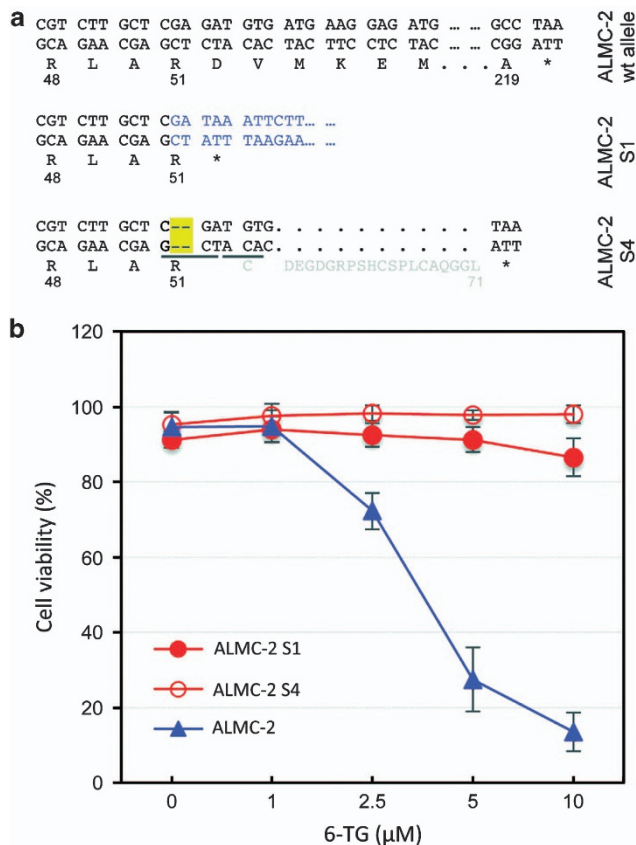 a
CGT CTT GCT CGA GAT GTG ATG AAG GAG ATG … … GCC TAA
GCA GAA CGA GCT CTA CAC TAC TTC CTC TAC … … CGG ATT
R L A R D V M K E M . . . A *
48 51 219
ALMC-2
wt allele
CGT CTT GCT CGA TAA ATTCTT… …
GCA GAA CGA GCT ATT TAAGAA… …
R L A R *
48 51
ALMC-2
S1
CGT CTT GCT C-- GAT GTG. . . . . . . . . . . TAA
GCA GAA CGA G-- CTA CAC. . . . . . . . . . . ATT
R L A R C DEGDGRPSHCSPLCAQGGL *
48 51 71
ALMC-2
S4
b
120
100
80
60
40
20
0
Cell viability (%)
ALMC-2 S1
ALMC-2 S4
ALMC-2
0 1 2.5 5 10
6-TG (µM)